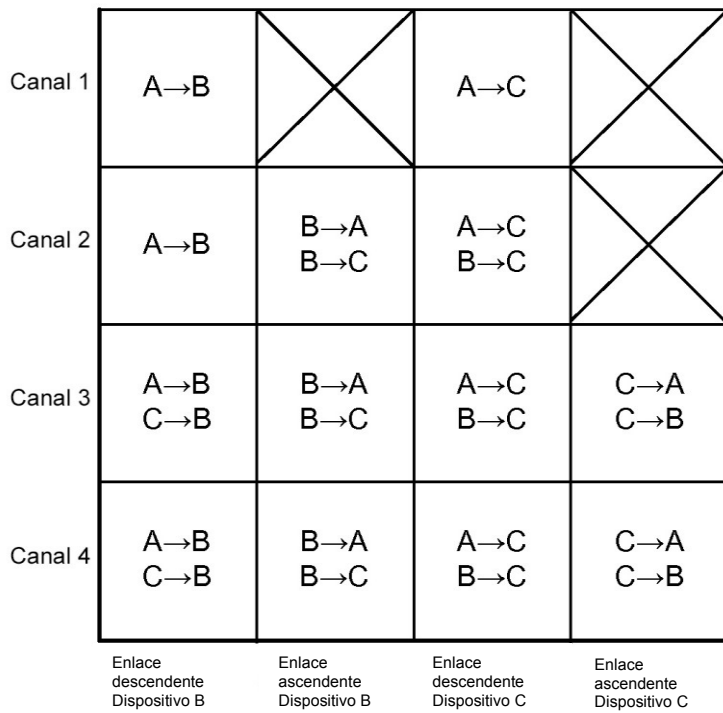 Canal 1
A→B
A→C
Canal 2
A→B
B→A
B→C
A→C
B→C
Canal 3
A→B
C→B
B→A
B→C
A→C
B→C
C→A
C→B
Canal 4
A→B
C→B
B→A
B→C
A→C
B→C
C→A
C→B
Enlace
descendente
Dispositivo B
Enlace
ascendente
Dispositivo B
Enlace
descendente
Dispositivo C
Enlace
ascendente
Dispositivo C